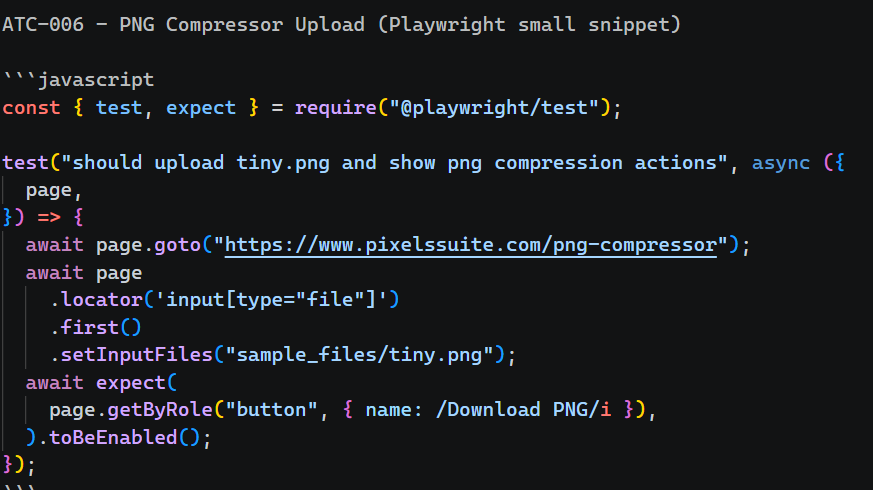 ATC-006 - PNG Compressor Upload (Playwright small snippet)
```javascript
const { test, expect } = require("@playwright/test");
test("should upload tiny.png and show png compression actions", async ({
  page,
}) => {
  await page.goto("https://www.pixelssuite.com/png-compressor");
  await page
    .locator('input[type="file"]')
    .first()
    .setInputFiles("sample_files/tiny.png");
  await expect(
    page.getByRole("button", { name: /Download PNG/i }),
  ).toBeEnabled();
});
```